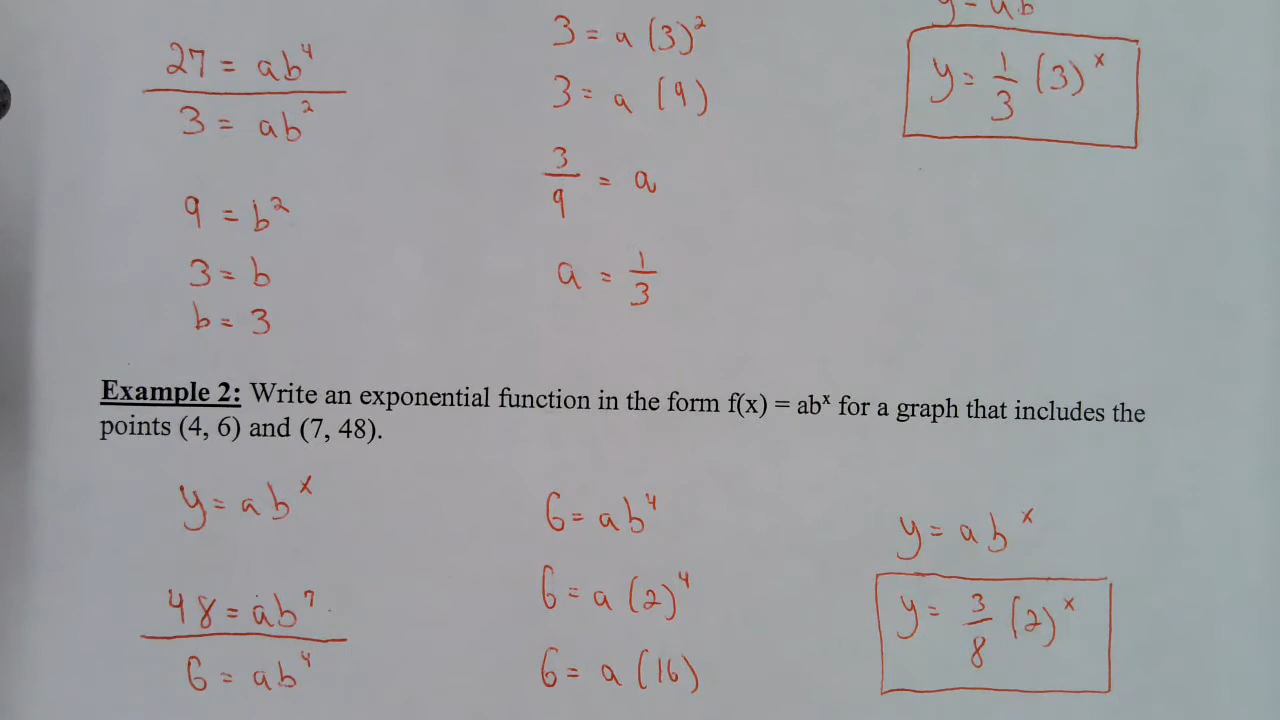 27 = ab⁴
3 = ab²
9 = b²
3 = b
b = 3
3 = a (3)²
3 = a (9)
3/9 = a
a = 1/3
y = ab
y = 1/3 (3)ˣ
Example 2: Write an exponential function in the form f(x) = abˣ for a graph that includes the
points (4, 6) and (7, 48).
y = abˣ
48 = ab⁷
6 = ab⁴
6 = ab⁴
6 = a (2)⁴
6 = a (16)
y = abˣ
y = 3/8 (2)ˣ